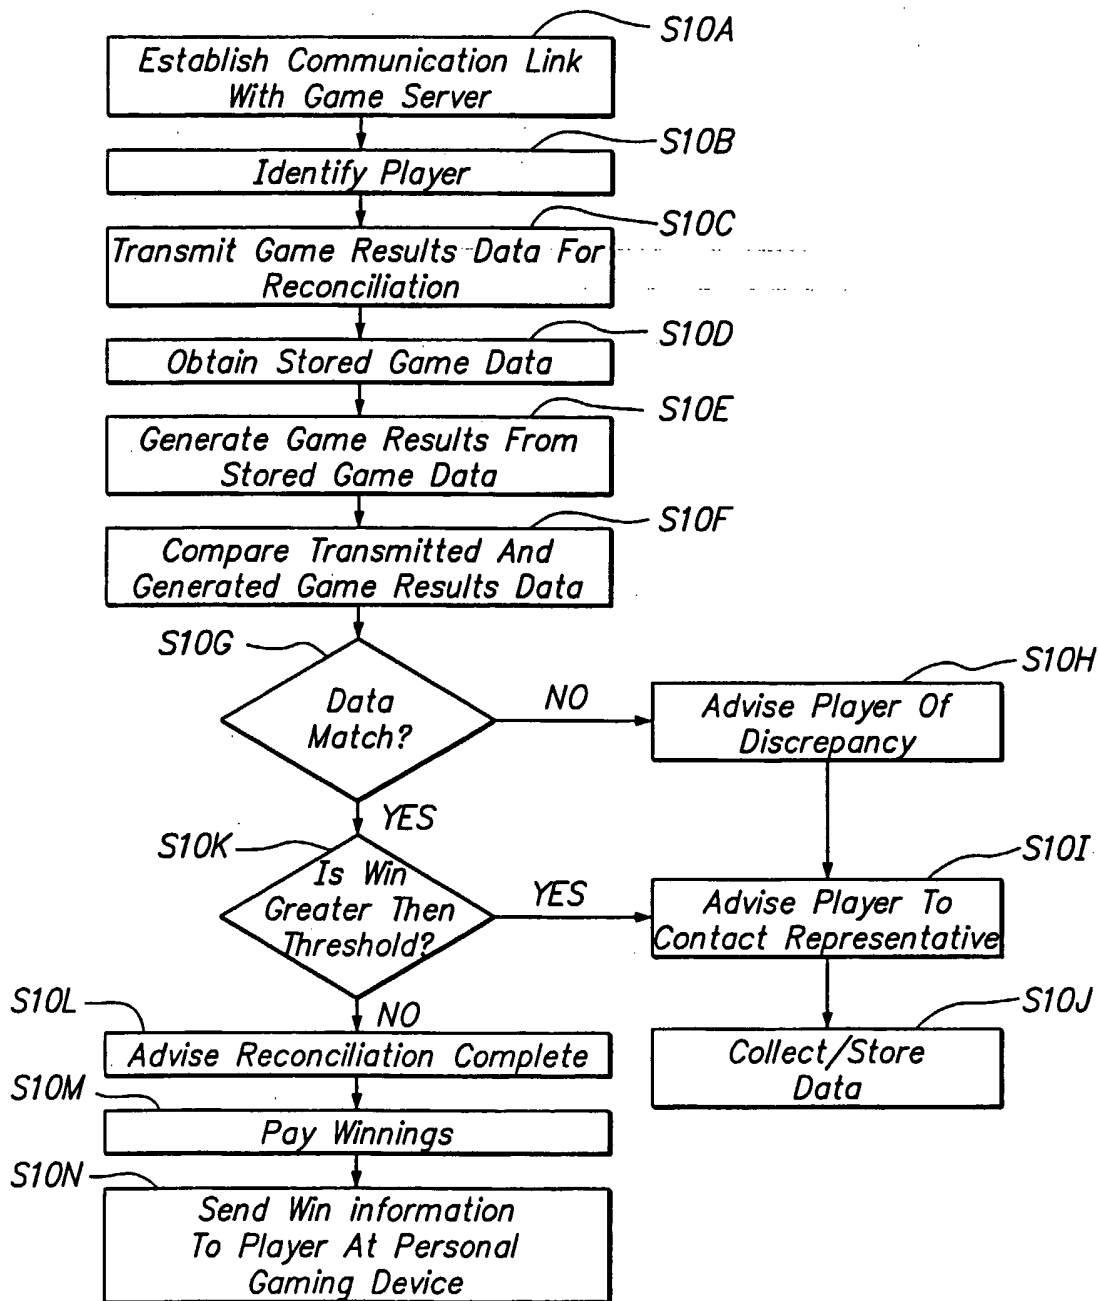 S10A
Establish Communication Link
With Game Server
S10B
Identify Player
S10C
Transmit Game Results Data For
Reconciliation
S10D
Obtain Stored Game Data
S10E
Generate Game Results From
Stored Game Data
S10F
Compare Transmitted And
Generated Game Results Data
S10G
Data
Match?
NO
S10H
Advise Player Of
Discrepancy
YES
S10K
Is Win
Greater Then
Threshold?
YES
S10I
Advise Player To
Contact Representative
NO
S10J
Collect/Store
Data
S10L
Advise Reconciliation Complete
S10M
Pay Winnings
S10N
Send Win information
To Player At Personal
Gaming Device